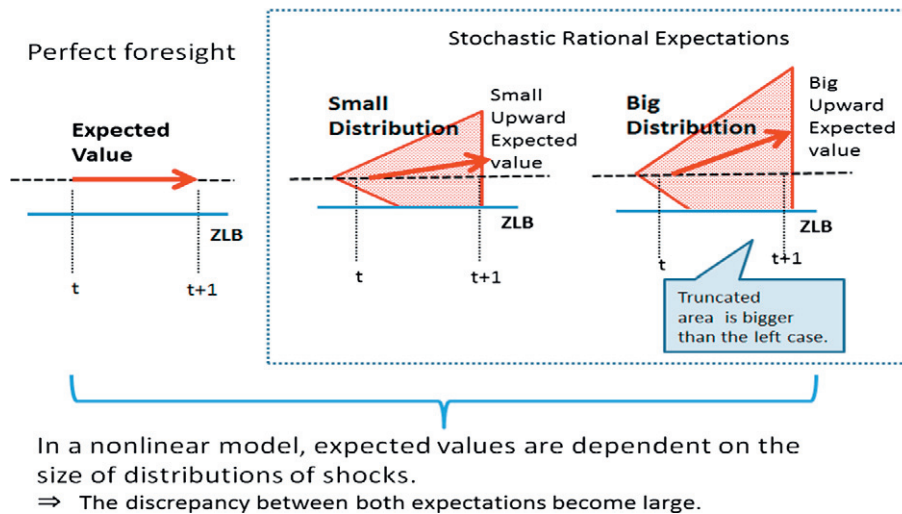 Perfect foresight
Expected
Value
ZLB
t
t+1
Stochastic Rational Expectations
Small
Distribution
Small
Upward
Expected
value
ZLB
t
t+1
Big
Distribution
Big
Upward
Expected
value
ZLB
t
t+1
Truncated
area is bigger
than the left case.
In a nonlinear model, expected values are dependent on the
size of distributions of shocks.
⇒ The discrepancy between both expectations become large.